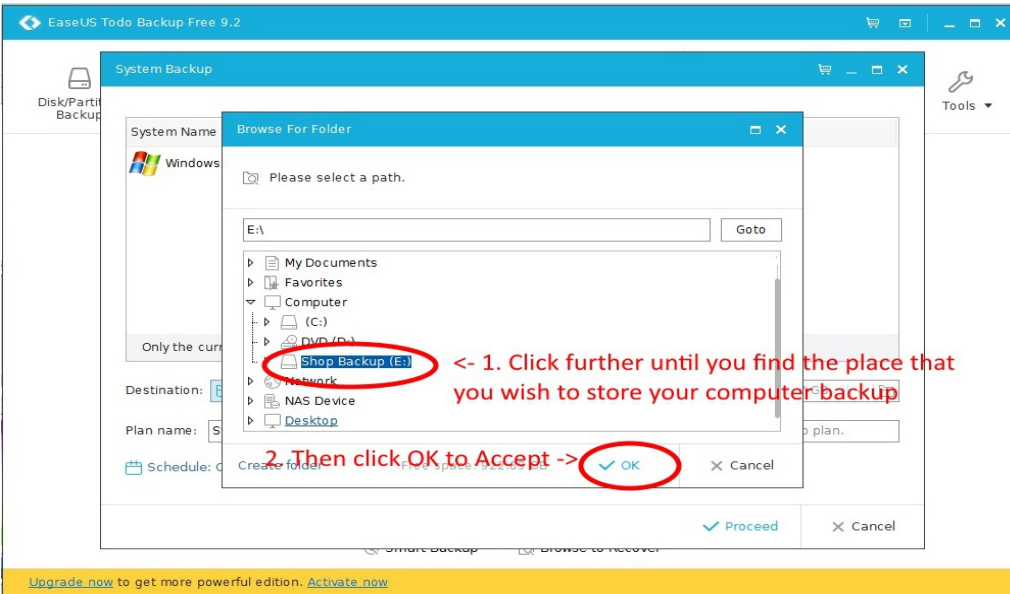 EaseUS Todo Backup Free 9.2
System Backup
Disk/Partit
Backup
Tools
System Name
Browse For Folder
Windows
Please select a path.
E:\
Goto
My Documents
Favorites
Computer
(C:)
DVD (D:)
Shop Backup (E:)
<- 1. Click further until you find the place that
you wish to store your computer backup
Network
NAS Device
Desktop
Only the curr
Destination:
Plan name: S
plan.
2. Then click OK to Accept ->
Schedule:
Create folder
Free space:
OK
Cancel
Proceed
Cancel
Smart Backup
Browse to Recover
Upgrade now to get more powerful edition. Activate now